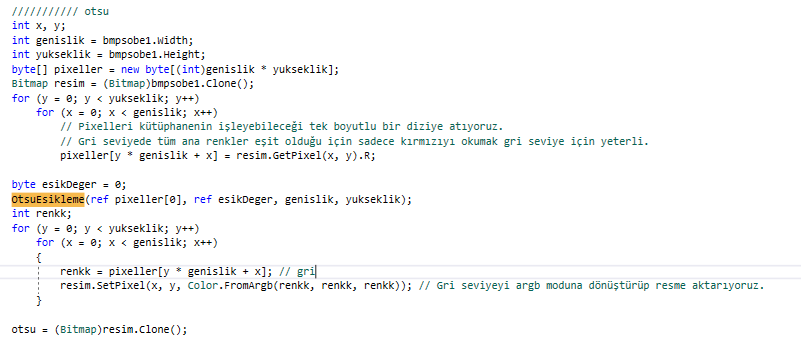 /////////// otsu
int x, y;
int genislik = bmpsobe1.Width;
int yukseklik = bmpsobe1.Height;
byte[] pixeller = new byte[(int)genislik * yukseklik];
Bitmap resim = (Bitmap)bmpsobe1.Clone();
for (y = 0; y < yukseklik; y++)
for (x = 0; x < genislik; x++)
// Pixelleri kütüphanenin işleyebileceği tek boyutlu bir diziye atıyoruz.
// Gri seviyede tüm ana renkler eşit olduğu için sadece kırmızıyı okumak gri seviye için yeterli.
pixeller[y * genislik + x] = resim.GetPixel(x, y).R;
byte esikDeger = 0;
OtsuEsikleme(ref pixeller[0], ref esikDeger, genislik, yukseklik);
int renkk;
for (y = 0; y < yukseklik; y++)
for (x = 0; x < genislik; x++)
{
renkk = pixeller[y * genislik + x]; // gri
resim.SetPixel(x, y, Color.FromArgb(renkk, renkk, renkk)); // Gri seviyeyi argb moduna dönüştürüp resme aktarıyoruz.
}
otsu = (Bitmap)resim.Clone();